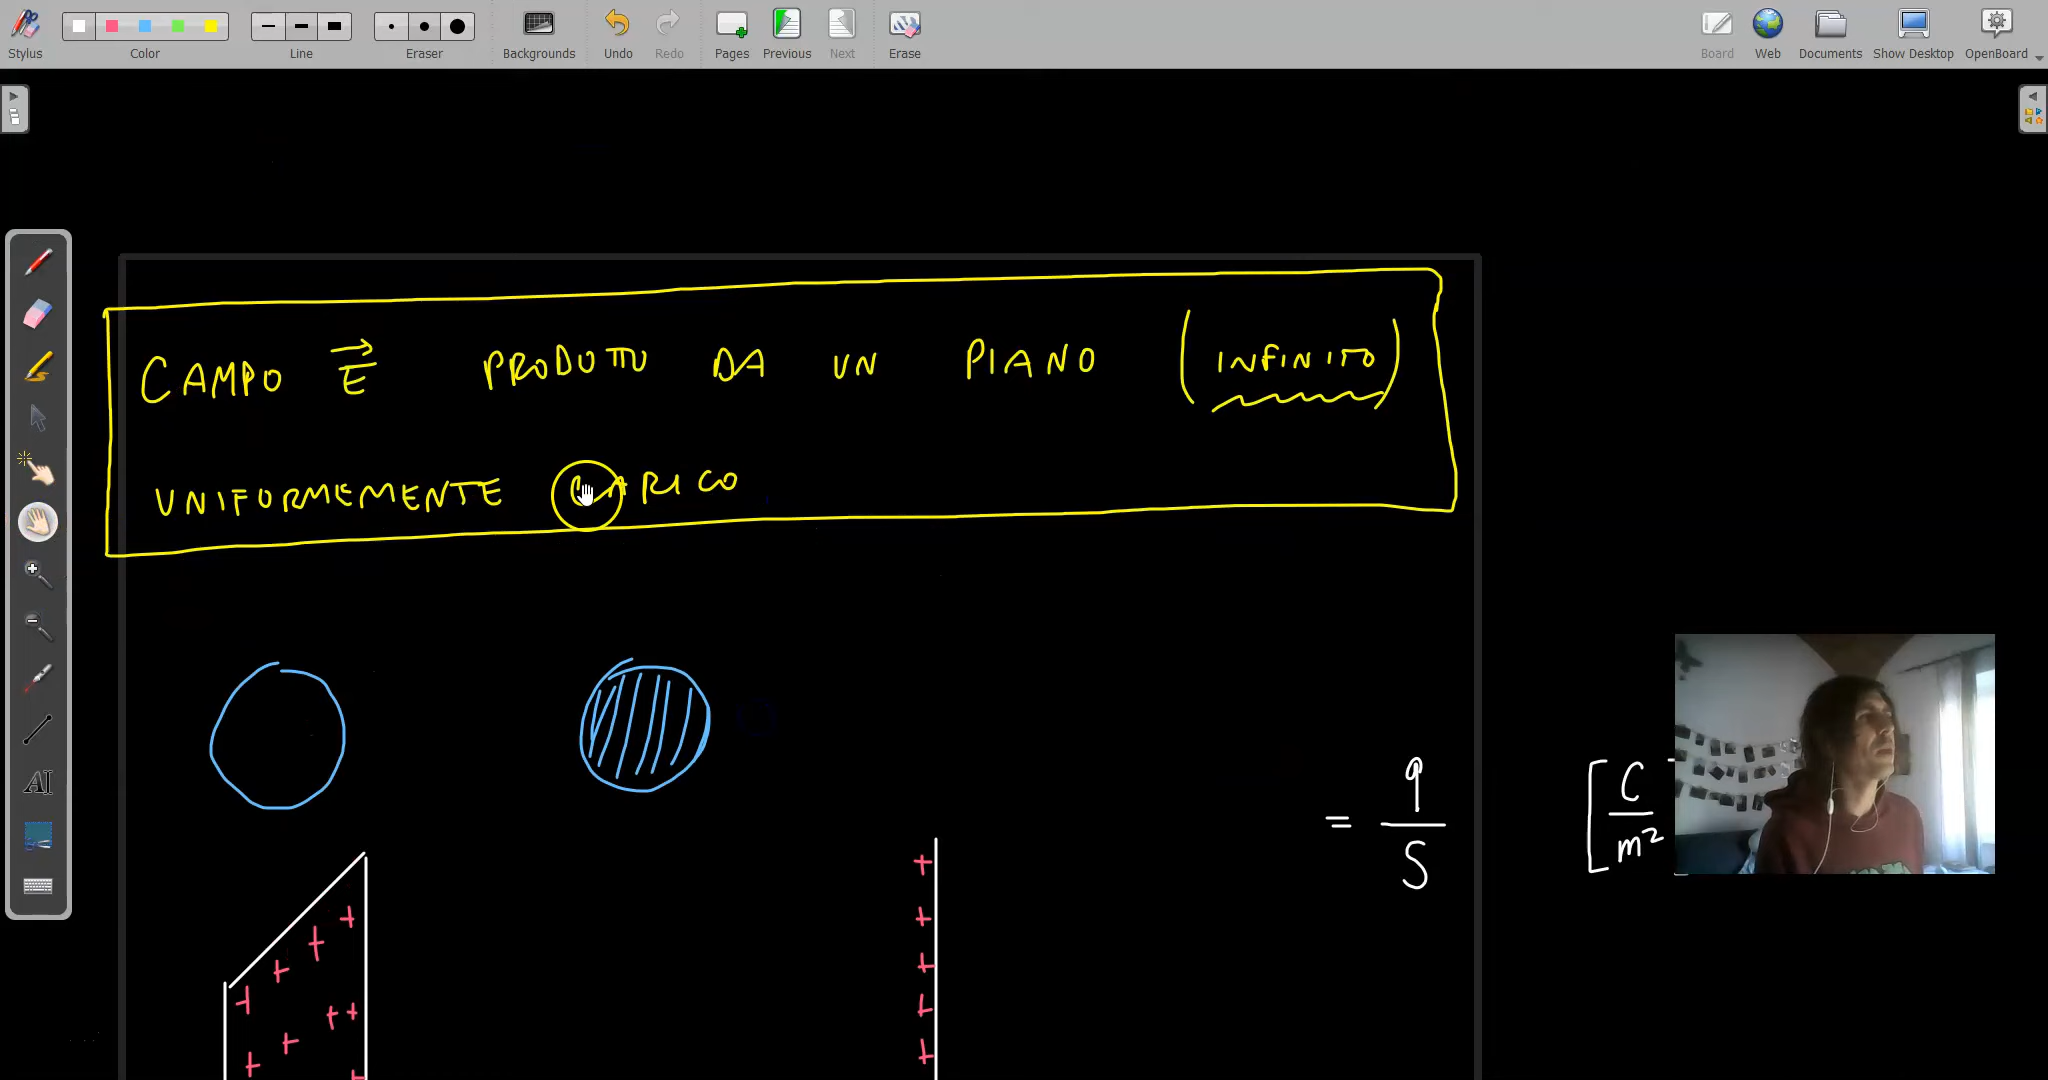 Stylus Color Line Eraser Backgrounds Undo Redo Pages Previous Next Erase Board Web Documents Show Desktop OpenBoard
CAMPO E PRODOTTO DA UN PIANO (INFINITO)
UNIFORMEMENTE CARICO
= q / S [C / m²
+
+
+
+
+
+ +
+ + +
+
+ +
+
+